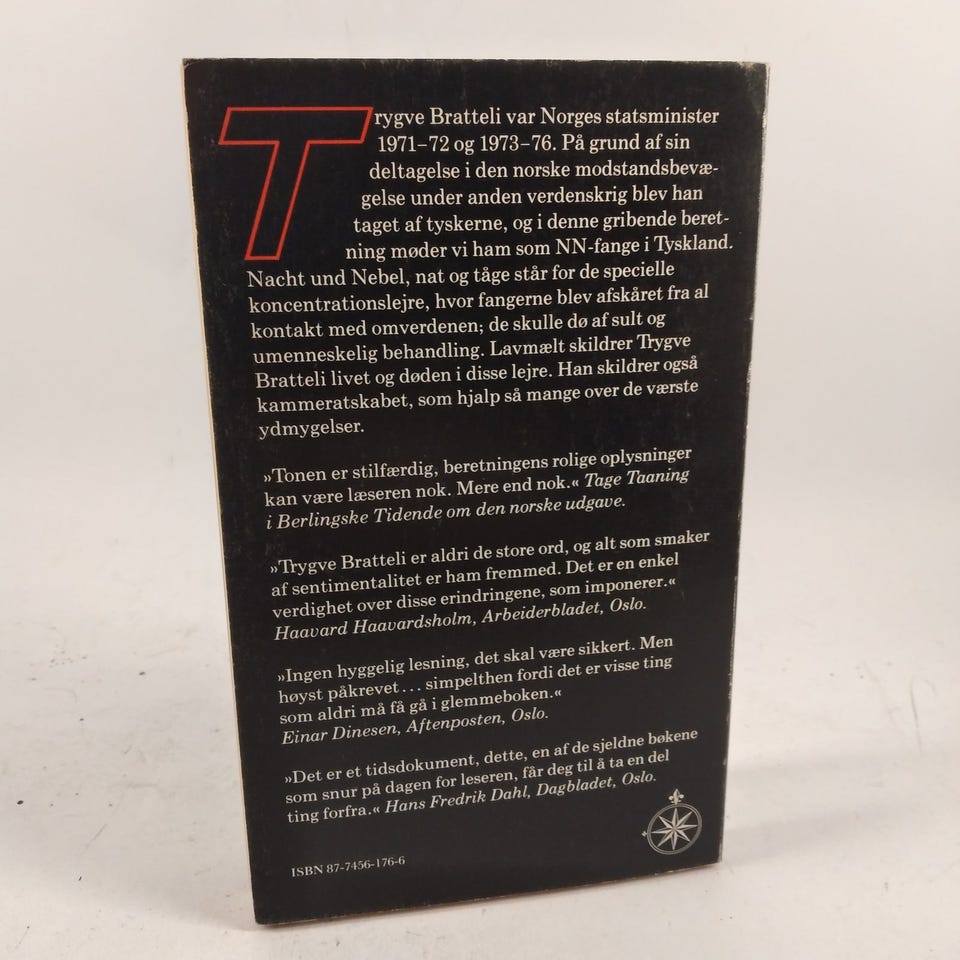 Trygve Bratteli var Norges statsminister
1971–72 og 1973–76. På grund af sin
deltagelse i den norske modstandsbevæ-
gelse under anden verdenskrig blev han
taget af tyskerne, og i denne gribende beret-
ning møder vi ham som NN-fange i Tyskland.
Nacht und Nebel, nat og tåge står for de specielle
koncentrationslejre, hvor fangerne blev afskåret fra al
kontakt med omverdenen; de skulle dø af sult og
umenneskelig behandling. Lavmælt skildrer Trygve
Bratteli livet og døden i disse lejre. Han skildrer også
kammeratskabet, som hjalp så mange over de værste
ydmygelser.
»Tonen er stilfærdig, beretningens rolige oplysninger
kan være læseren nok. Mere end nok.« Tage Taaning
i Berlingske Tidende om den norske udgave.
»Trygve Bratteli er aldri de store ord, og alt som smaker
af sentimentalitet er ham fremmed. Det er en enkel
verdighet over disse erindringene, som imponerer.«
Haavard Haavardsholm, Arbeiderbladet, Oslo.
»Ingen hyggelig lesning, det skal være sikkert. Men
høyst påkrevet... simpelthen fordi det er visse ting
som aldri må få gå i glemmeboken.«
Einar Dinesen, Aftenposten, Oslo.
»Det er et tidsdokument, dette, en af de sjeldne bøkene
som snur på dagen for leseren, får deg til å ta en del
ting forfra.« Hans Fredrik Dahl, Dagbladet, Oslo.
ISBN 87-7456-176-6